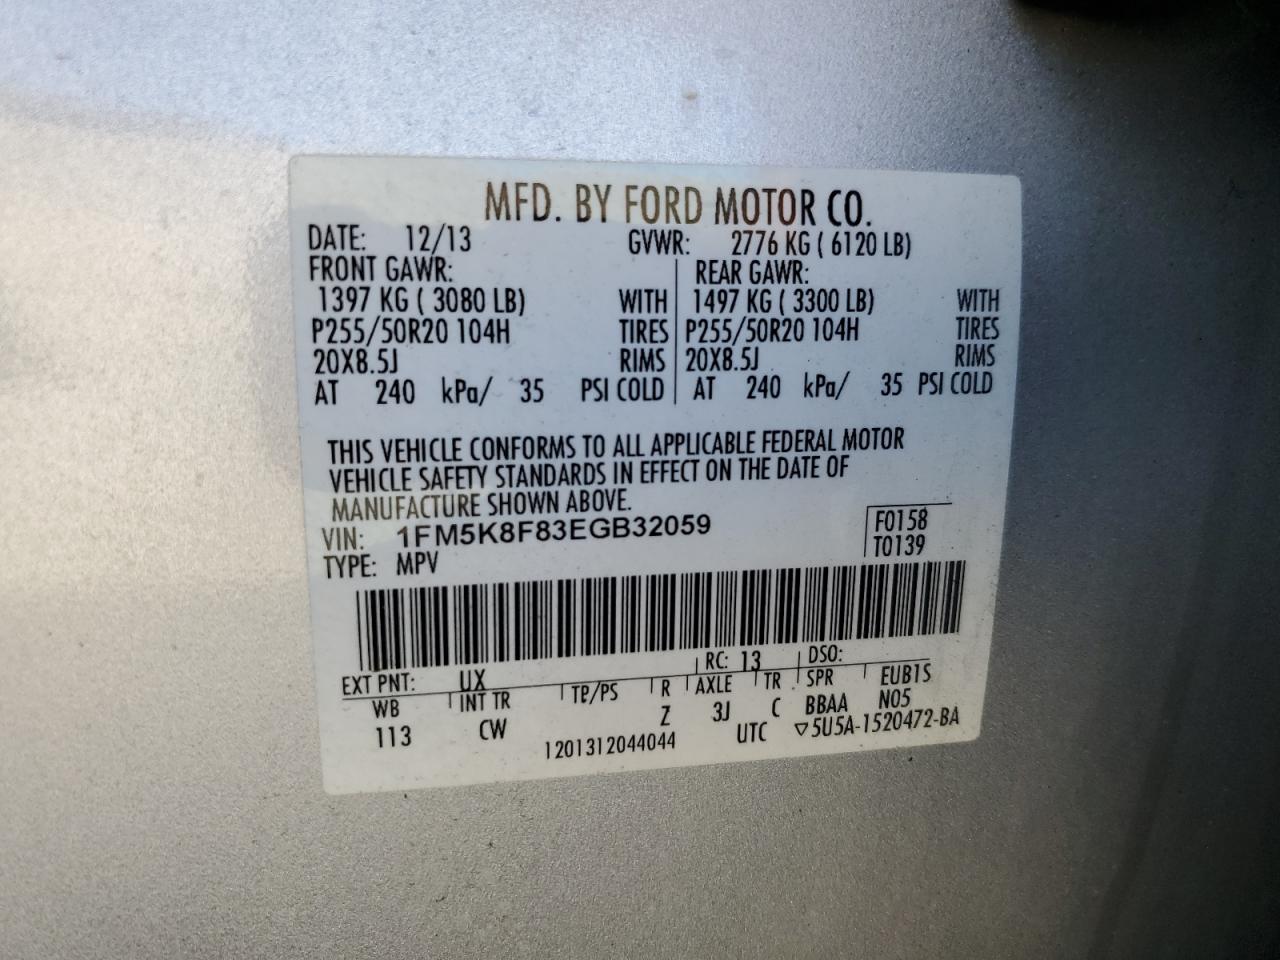 MFD. BY FORD MOTOR CO.
DATE: 12/13 GVWR: 2776 KG ( 6120 LB)
FRONT GAWR: REAR GAWR:
1397 KG ( 3080 LB) WITH 1497 KG ( 3300 LB) WITH
P255/50R20 104H TIRES P255/50R20 104H TIRES
20X8.5J RIMS 20X8.5J RIMS
AT 240 kPa/ 35 PSI COLD AT 240 kPa/ 35 PSI COLD
THIS VEHICLE CONFORMS TO ALL APPLICABLE FEDERAL MOTOR
VEHICLE SAFETY STANDARDS IN EFFECT ON THE DATE OF
MANUFACTURE SHOWN ABOVE.
VIN: 1FM5K8F83EGB32059 F0158
TYPE: MPV T0139
EXT PNT: UX RC: 13 DSO:
WB INT TR TP/PS R AXLE TR SPR EUB1S
113 CW Z 3J C BBAA N05
1201312044044 UTC ▽5U5A-1520472-BA